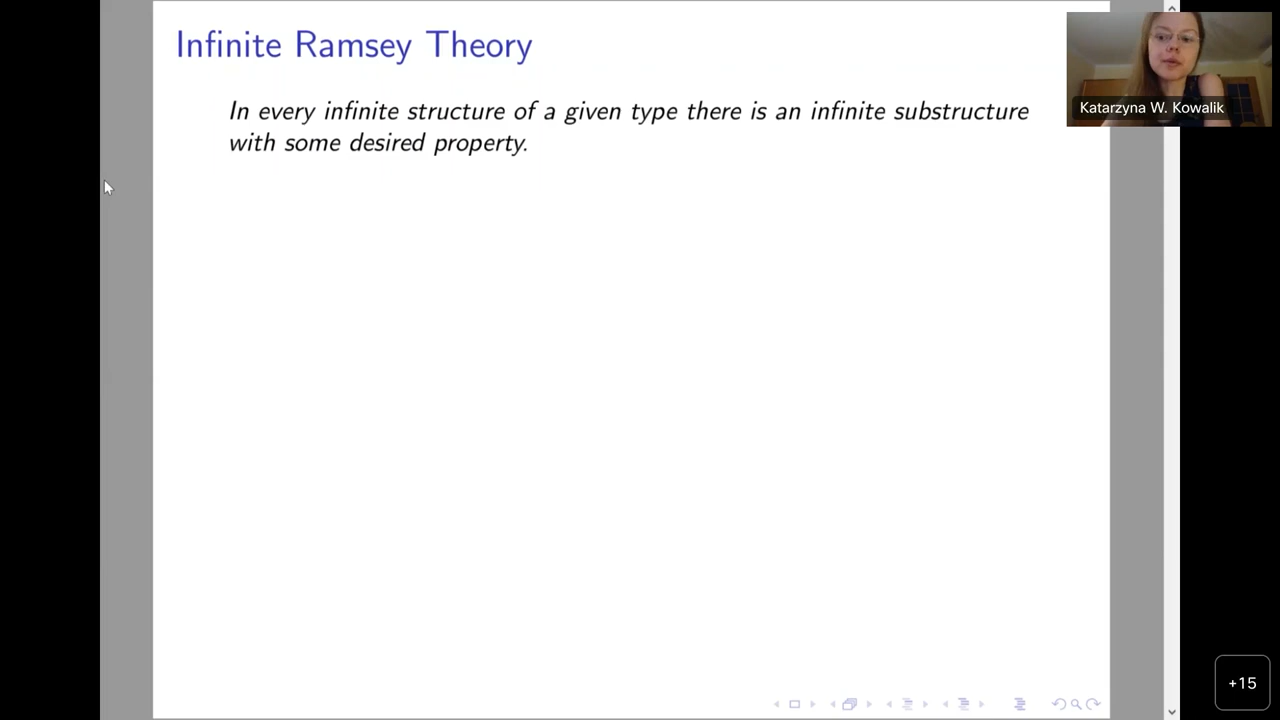 Infinite Ramsey Theory
In every infinite structure of a given type there is an infinite substructure
with some desired property.
Katarzyna W. Kowalik
+15